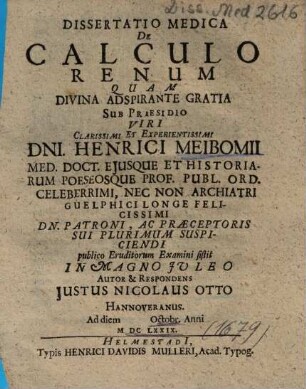 Diss. Med 2616
DISSERTATIO MEDICA
De
CALCULO
RENUM
QUAM
DIVINA ADSPIRANTE GRATIA
SUB PRÆSIDIO
VIRI
CLARISSIMI ET EXPERIENTISSIMI
DNI. HENRICI MEIBOMII
MED. DOCT. EJUSQUE ET HISTORIA-
RUM POESEOSQUE PROF. PUBL. ORD.
CELEBERRIMI, NEC NON ARCHIATRI
GUELPHICI LONGE FELI-
CISSIMI
DN. PATRONI, AC PRÆCEPTORIS
SUI PLURIMUM SUSPI-
CIENDI
publico Eruditorum Examini sistit
IN MAGNO JULEO
AUTOR & RESPONDENS
JUSTUS NICOLAUS OTTO
HANNOVERANUS.
Ad diem Octobr. Anni
M DC LXXIX.
(1679)
HELMESTADI,
Typis HENRICI DAVIDIS MULLERI, Acad. Typog.